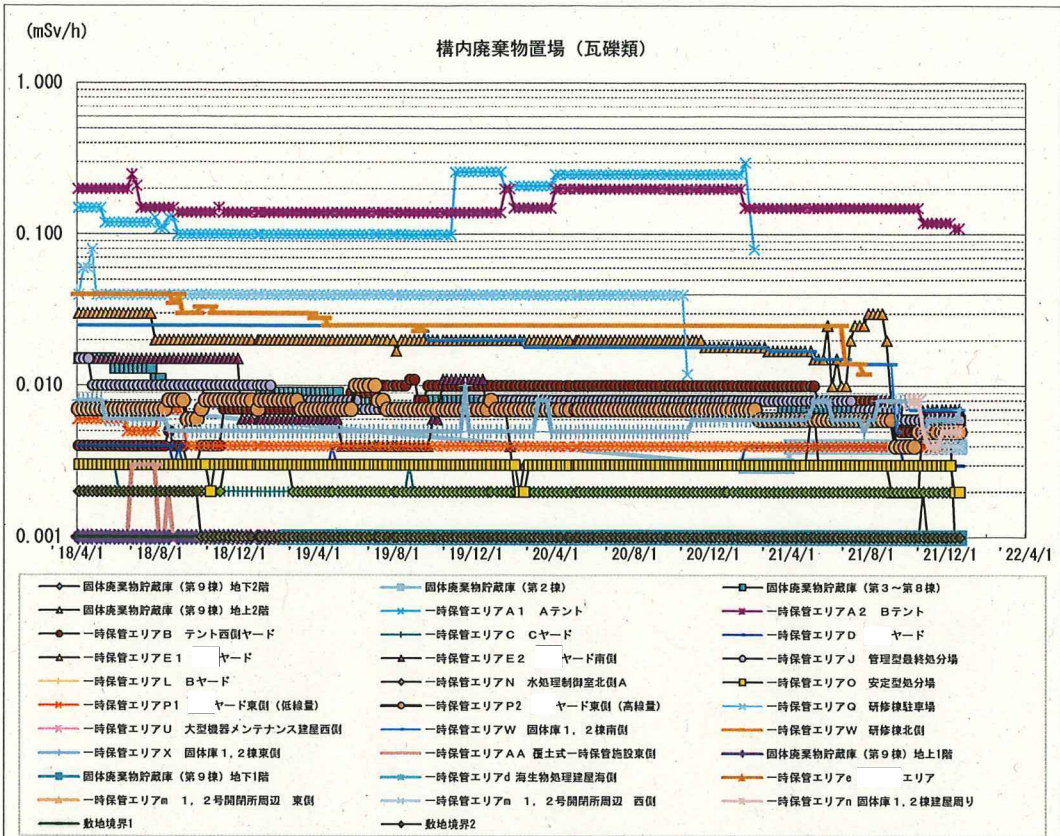 (mSv/h)
構内廃棄物置場（瓦礫類）
1.000
0.100
0.010
0.001
'18/4/1 '18/8/1 '18/12/1 '19/4/1 '19/8/1 '19/12/1 '20/4/1 '20/8/1 '20/12/1 '21/4/1 '21/8/1 '21/12/1 '22/4/1
固体廃棄物貯蔵庫（第9棟）地下2階 固体廃棄物貯蔵庫（第2棟） 固体廃棄物貯蔵庫（第3～第8棟）
固体廃棄物貯蔵庫（第9棟）地上2階 一時保管エリアA1 Aテント 一時保管エリアA2 Bテント
一時保管エリアB テント西側ヤード 一時保管エリアC Cヤード 一時保管エリアD ヤード
一時保管エリアE1 ヤード 一時保管エリアE2 ヤード南側 一時保管エリアJ 管理型最終処分場
一時保管エリアL Bヤード 一時保管エリアN 水処理制御室北側A 一時保管エリアO 安定型処分場
一時保管エリアP1 ヤード東側（低線量） 一時保管エリアP2 ヤード東側（高線量） 一時保管エリアQ 研修棟駐車場
一時保管エリアU 大型機器メンテナンス建屋西側 一時保管エリアW 固体庫1,2棟南側 一時保管エリアW 研修棟北側
一時保管エリアX 固体庫1,2棟東側 一時保管エリアAA 覆土式一時保管施設東側 固体廃棄物貯蔵庫（第9棟）地上1階
固体廃棄物貯蔵庫（第9棟）地下1階 一時保管エリアd 海生物処理建屋海側 一時保管エリアe エリア
一時保管エリアm 1，2号開閉所周辺 東側 一時保管エリアm 1，2号開閉所周辺 西側 一時保管エリアn 固体庫1,2棟建屋周り
敷地境界1 敷地境界2